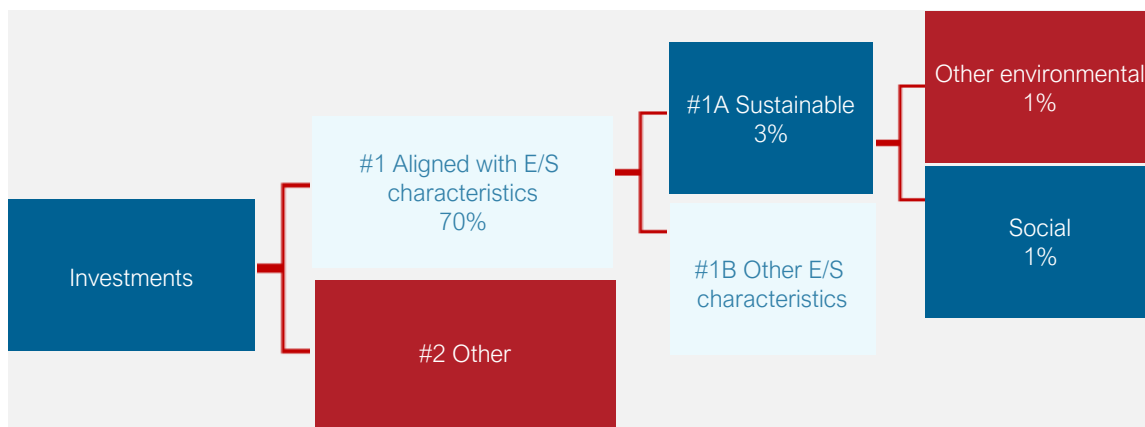 Investments
#1 Aligned with E/S
characteristics
70%
#2 Other
#1A Sustainable
3%
#1B Other E/S
characteristics
Other environmental
1%
Social
1%